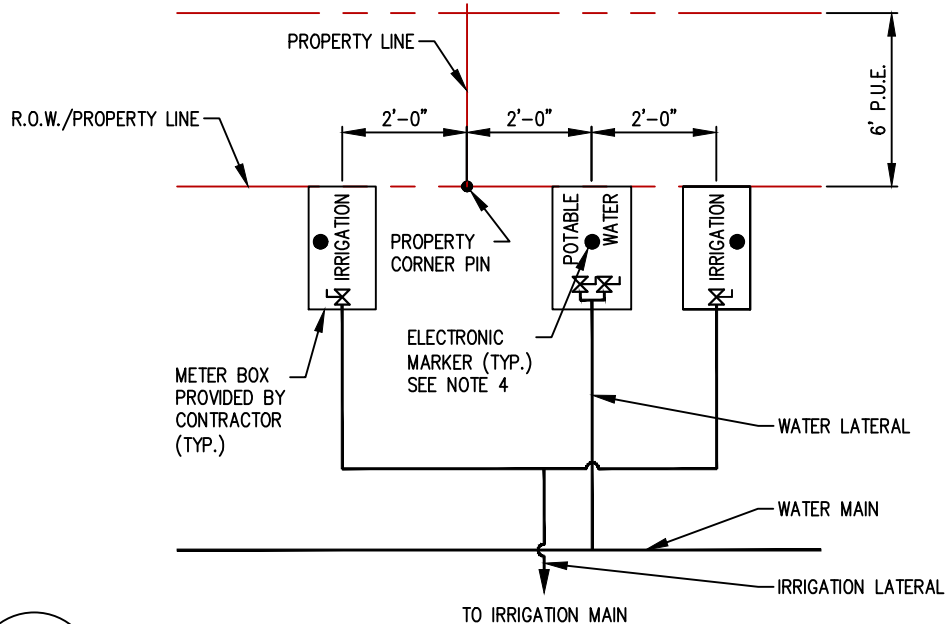 PROPERTY LINE
R.O.W./PROPERTY LINE
2'-0"
2'-0"
2'-0"
6' P.U.E.
IRRIGATION
POTABLE
WATER
IRRIGATION
PROPERTY
CORNER PIN
ELECTRONIC
MARKER (TYP.)
SEE NOTE 4
METER BOX
PROVIDED BY
CONTRACTOR
(TYP.)
WATER LATERAL
WATER MAIN
IRRIGATION LATERAL
TO IRRIGATION MAIN